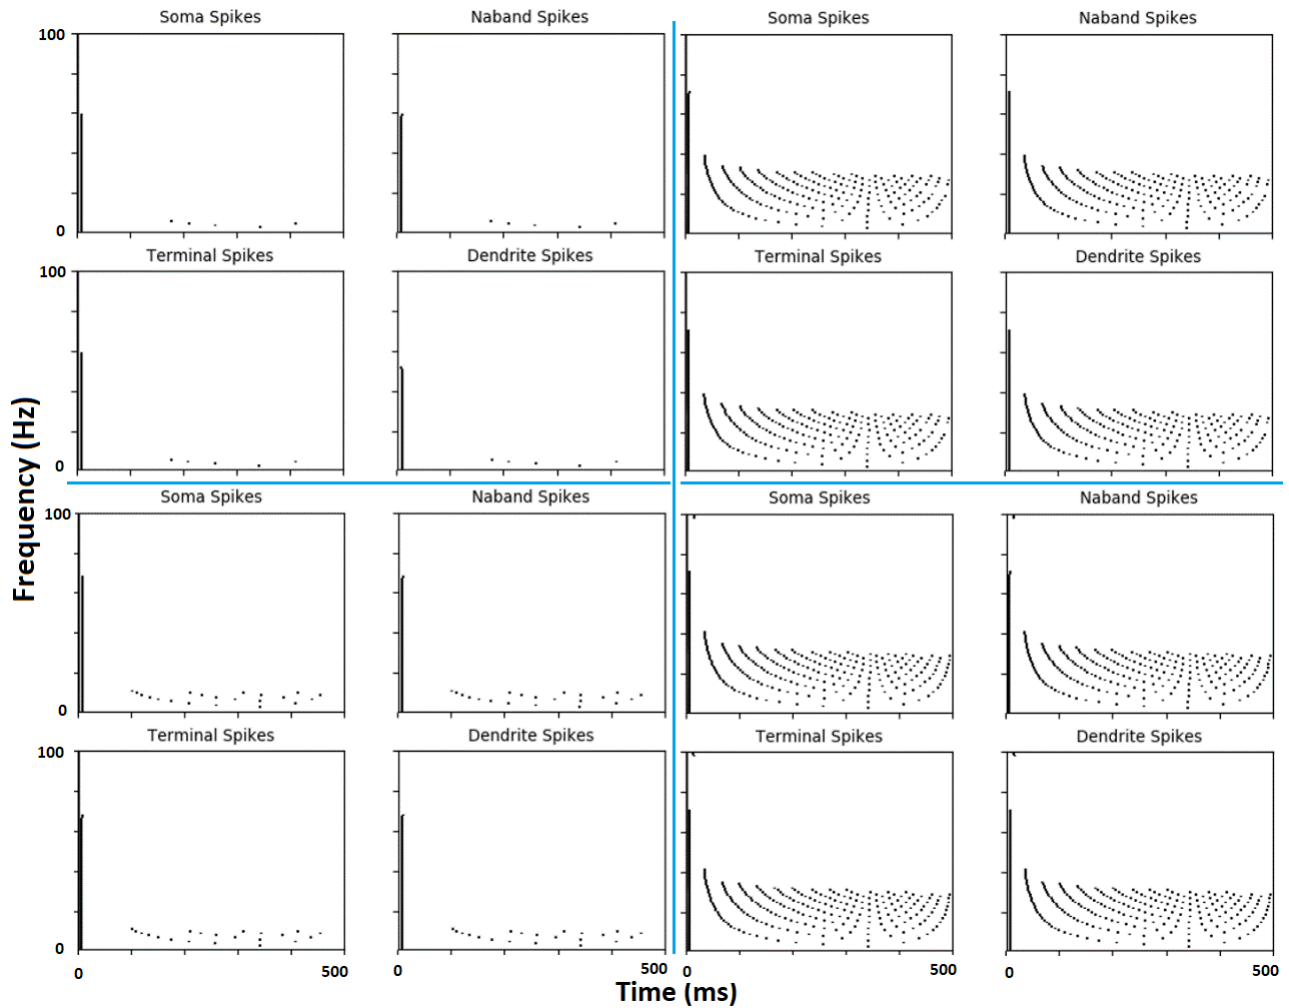 Soma Spikes
Naband Spikes
Soma Spikes
Naband Spikes
100
0
Terminal Spikes
Dendrite Spikes
Terminal Spikes
Dendrite Spikes
100
0
Frequency (Hz)
Soma Spikes
Naband Spikes
Soma Spikes
Naband Spikes
100
0
Terminal Spikes
Dendrite Spikes
Terminal Spikes
Dendrite Spikes
100
0
0
500
0
500
0
500
0
500
Time (ms)